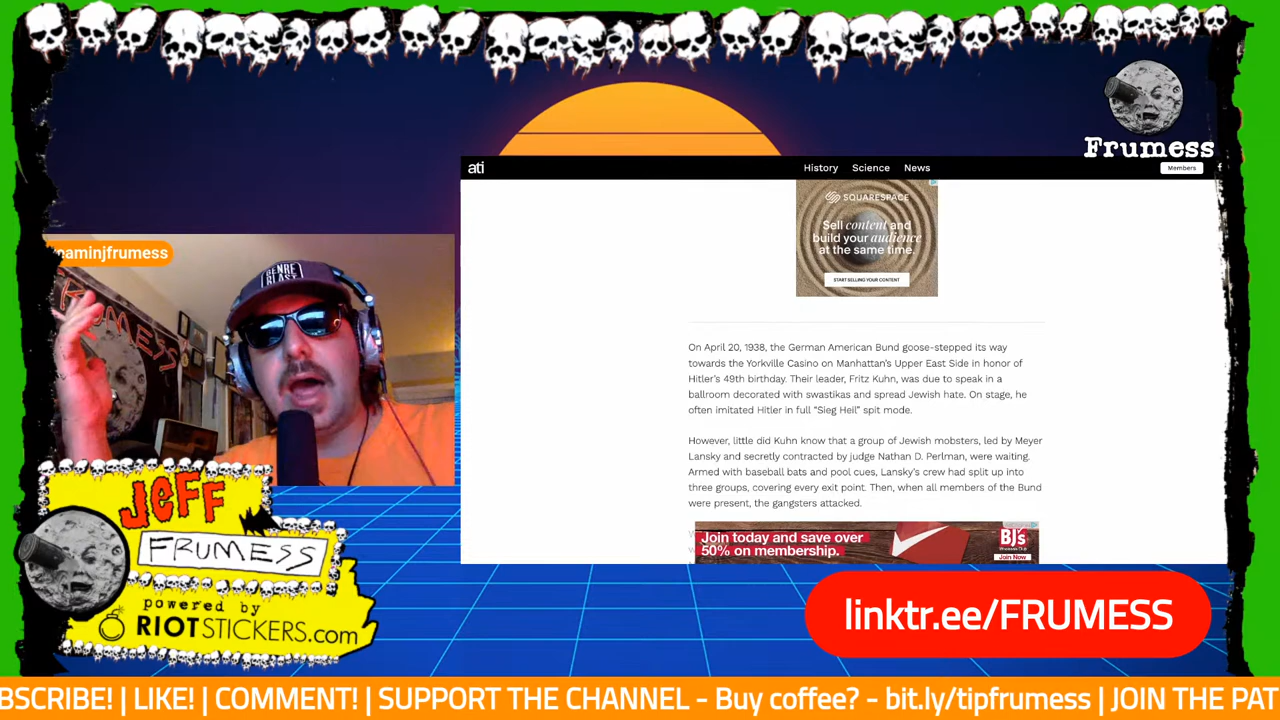 Frumess
ati
History Science News
Members
SQUARESPACE
Sell content and
build your audience
at the same time.
START SELLING YOUR CONTENT
aminjfrumess
GENRE
BLAST
FRUMESS
On April 20, 1938, the German American Bund goose-stepped its way
towards the Yorkville Casino on Manhattan's Upper East Side in honor of
Hitler's 49th birthday. Their leader, Fritz Kuhn, was due to speak in a
ballroom decorated with swastikas and spread Jewish hate. On stage, he
often imitated Hitler in full "Sieg Heil" spit mode.
However, little did Kuhn know that a group of Jewish mobsters, led by Meyer
Lansky and secretly contracted by judge Nathan D. Perlman, were waiting.
Armed with baseball bats and pool cues, Lansky's crew had split up into
three groups, covering every exit point. Then, when all members of the Bund
were present, the gangsters attacked.
Join today and save over
50% on membership.
BJ's
Join Now
JEFF
FRUMESS
powered by
RIOTSTICKERS.com
linktr.ee/FRUMESS
BSCRIBE! | LIKE! | COMMENT! | SUPPORT THE CHANNEL - Buy coffee? - bit.ly/tipfrumess | JOIN THE PAT